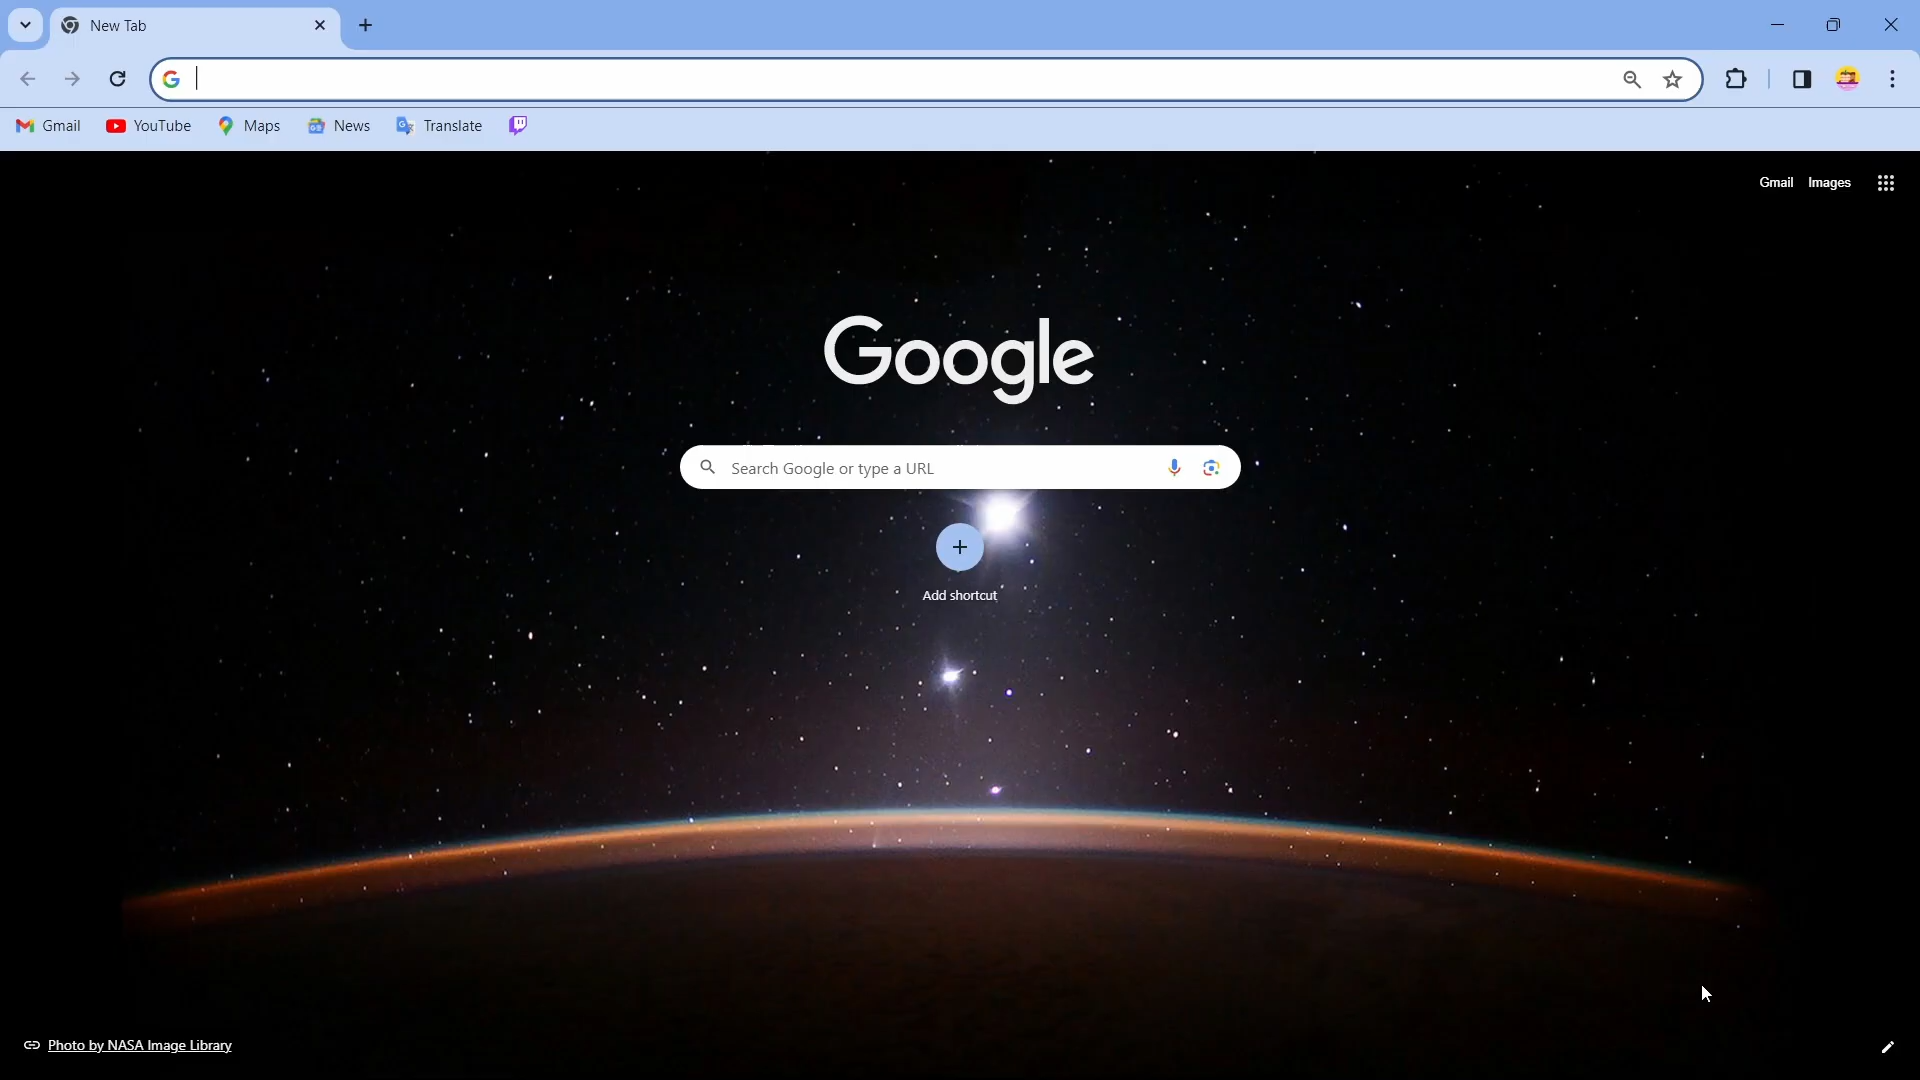 New Tab
Gmail YouTube Maps News Translate
Gmail Images
Google
Search Google or type a URL
Add shortcut
Photo by NASA Image Library